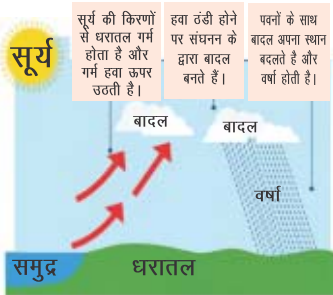 सूर्य
सूर्य की किरणों
से धरातल गर्म
होता है और
गर्म हवा ऊपर
उठती है।
हवा ठंडी होने
पर संघनन के
द्वारा बादल
बनते हैं।
पवनों के साथ
बादल अपना स्थान
बदलते है और
वर्षा होती है।
बादल
बादल
वर्षा
समुद्र
धरातल